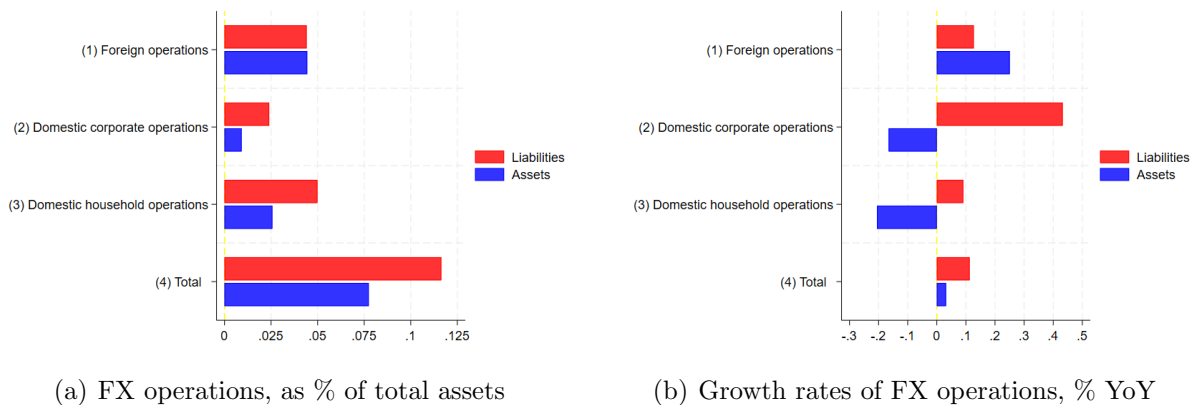 (1) Foreign operations
(2) Domestic corporate operations
(3) Domestic household operations
(4) Total
0 .025 .05 .075 .1 .125
Liabilities
Assets
(a) FX operations, as % of total assets
(1) Foreign operations
(2) Domestic corporate operations
(3) Domestic household operations
(4) Total
-.3 -.2 -.1 0 .1 .2 .3 .4 .5
Liabilities
Assets
(b) Growth rates of FX operations, % YoY